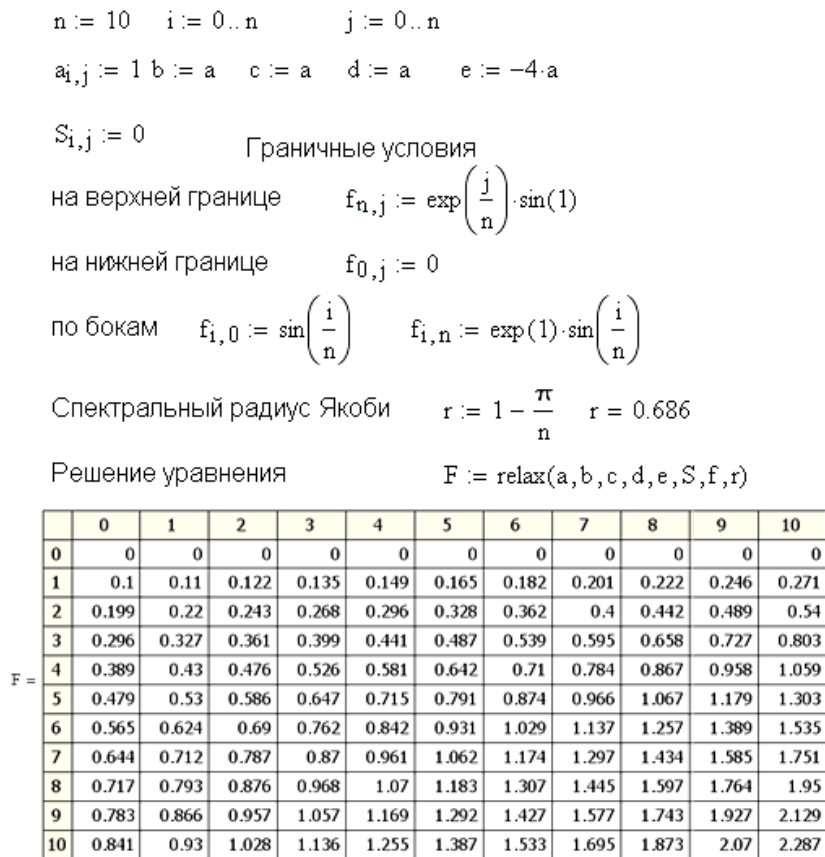 n := 10 i := 0.. n j := 0.. n
a_{i,j} := 1 b := a c := a d := a e := −4·a
S_{i,j} := 0 Граничные условия
на верхней границе f_{n,j} := exp(j/n)·sin(1)
на нижней границе f_{0,j} := 0
по бокам f_{i,0} := sin(i/n) f_{i,n} := exp(1)·sin(i/n)
Спектральный радиус Якоби r := 1 − π/n r = 0.686
Решение уравнения F := relax(a,b,c,d,e,S,f,r)
0 1 2 3 4 5 6 7 8 9 10
0 0 0 0 0 0 0 0 0 0 0 0
1 0.1 0.11 0.122 0.135 0.149 0.165 0.182 0.201 0.222 0.246 0.271
2 0.199 0.22 0.243 0.268 0.296 0.328 0.362 0.4 0.442 0.489 0.54
3 0.296 0.327 0.361 0.399 0.441 0.487 0.539 0.595 0.658 0.727 0.803
F = 4 0.389 0.43 0.476 0.526 0.581 0.642 0.71 0.784 0.867 0.958 1.059
5 0.479 0.53 0.586 0.647 0.715 0.791 0.874 0.966 1.067 1.179 1.303
6 0.565 0.624 0.69 0.762 0.842 0.931 1.029 1.137 1.257 1.389 1.535
7 0.644 0.712 0.787 0.87 0.961 1.062 1.174 1.297 1.434 1.585 1.751
8 0.717 0.793 0.876 0.968 1.07 1.183 1.307 1.445 1.597 1.764 1.95
9 0.783 0.866 0.957 1.057 1.169 1.292 1.427 1.577 1.743 1.927 2.129
10 0.841 0.93 1.028 1.136 1.255 1.387 1.533 1.695 1.873 2.07 2.287